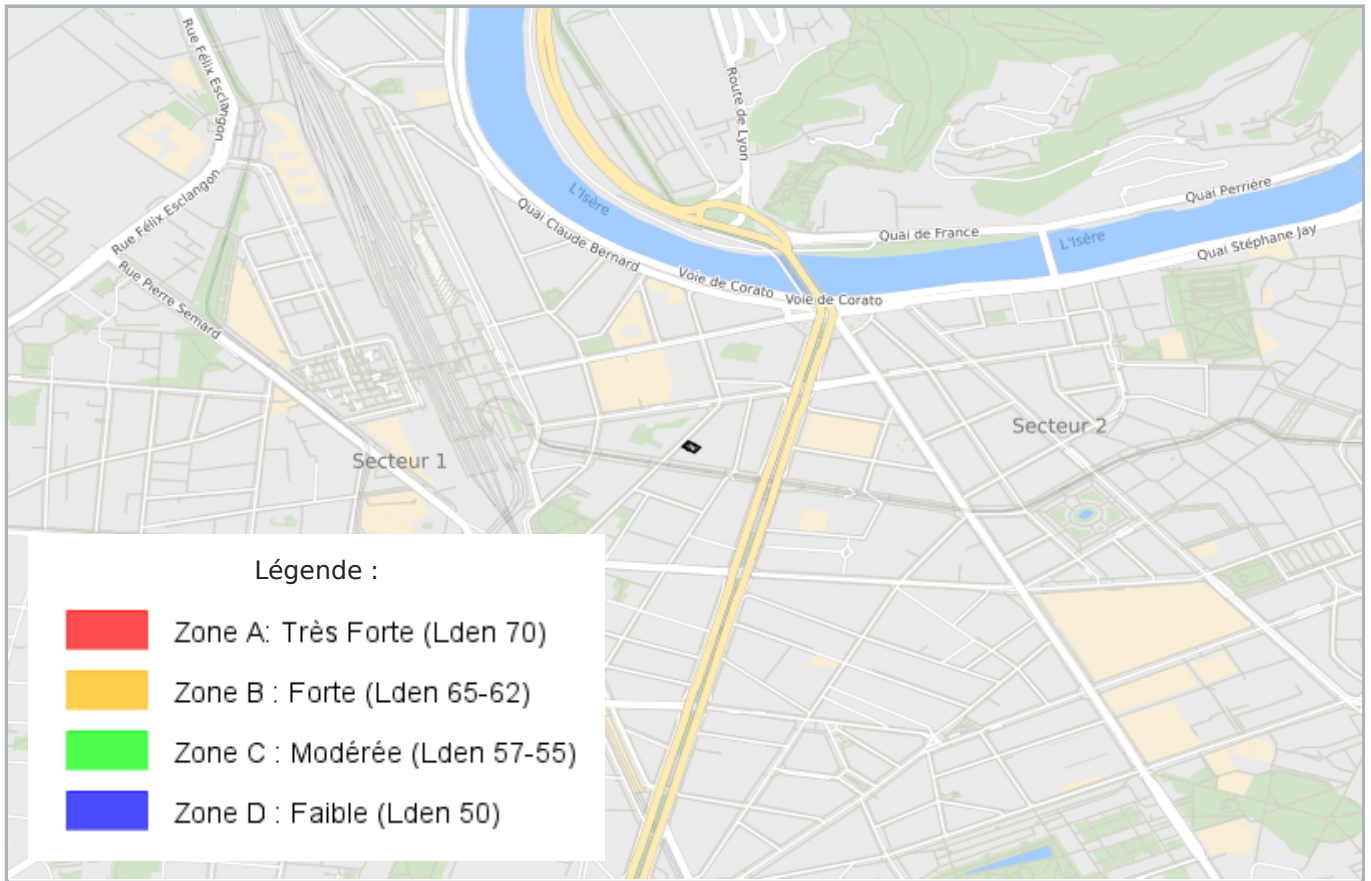 Rue Félix Esclangon
Route de Lyon
L'Isère
Quai Perrière
Rue Félix Esclangon
Quai Claude Bernard
Quai de France
L'Isère
Quai Stéphane Jay
Rue Pierre Semard
Voie de Corato
Voie de Corato
Secteur 2
Secteur 1
Légende :
Zone A: Très Forte (Lden 70)
Zone B : Forte (Lden 65-62)
Zone C : Modérée (Lden 57-55)
Zone D : Faible (Lden 50)